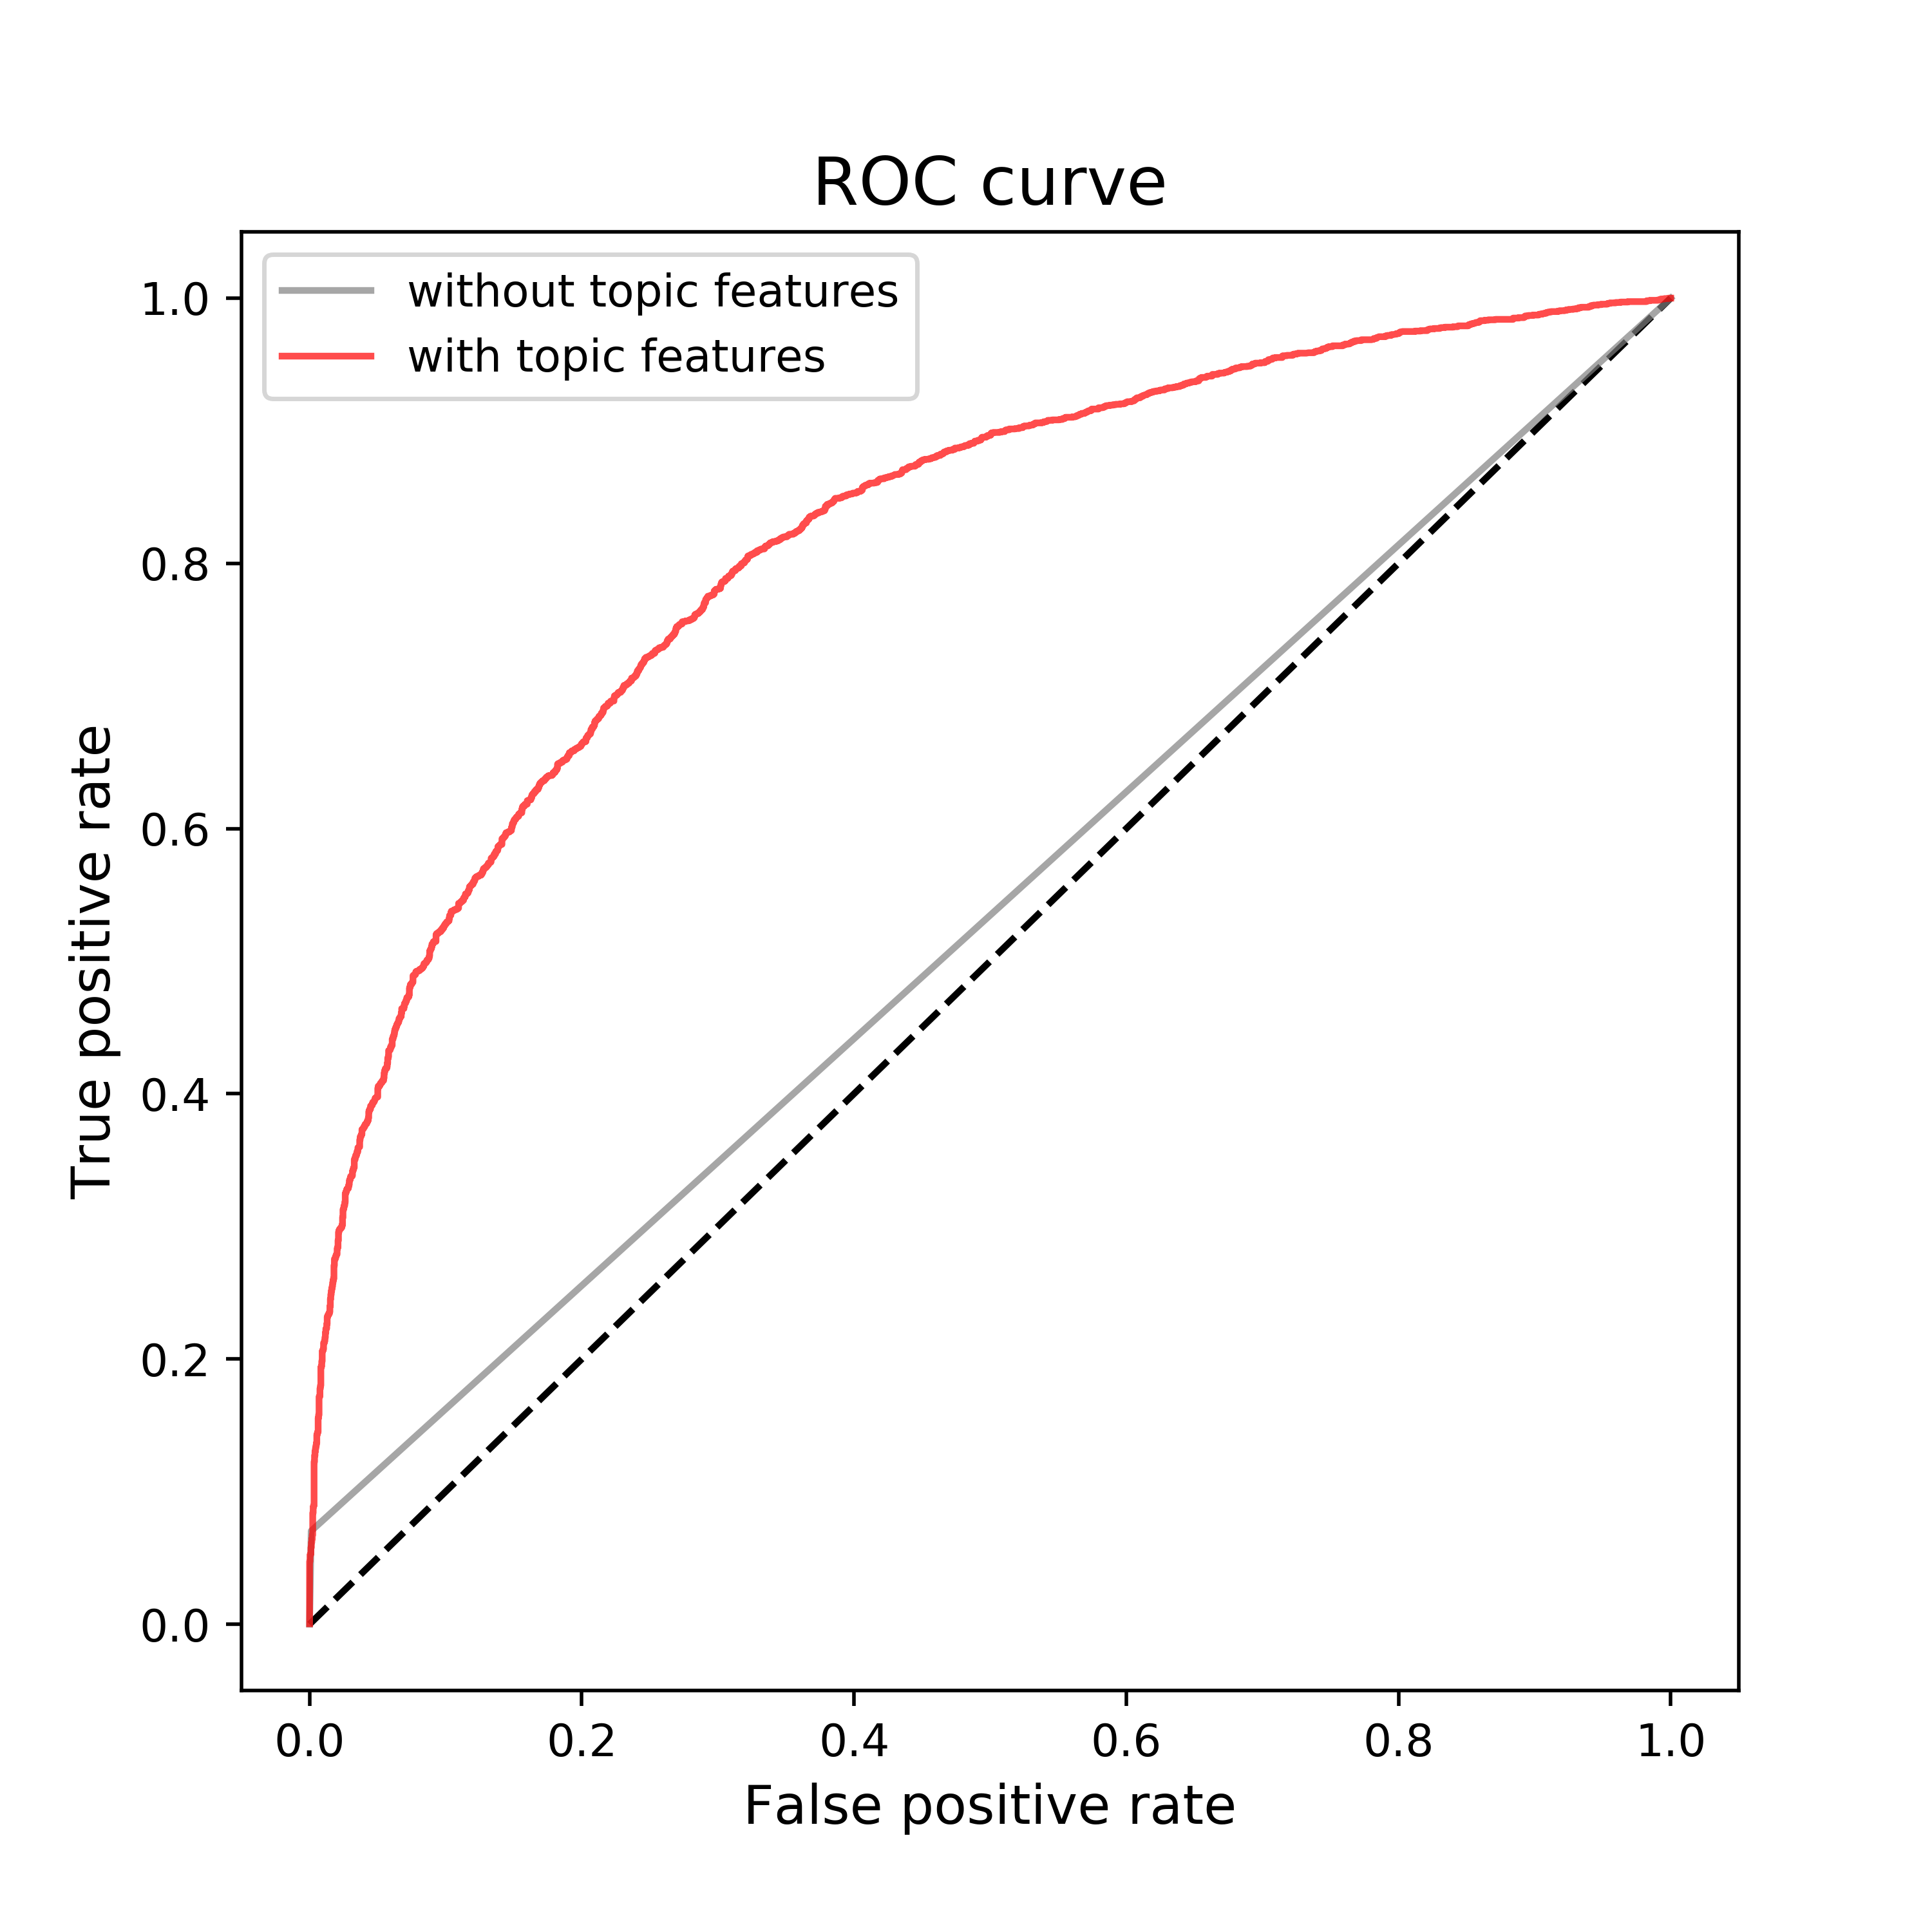 ROC curve
without topic features
with topic features
True positive rate
1.0
0.8
0.6
0.4
0.2
0.0
0.0 0.2 0.4 0.6 0.8 1.0
False positive rate